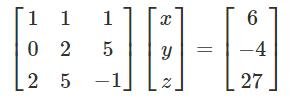 [1 1 1] [x] [6]
[0 2 5] [y] = [−4]
[2 5 −1] [z] [27]